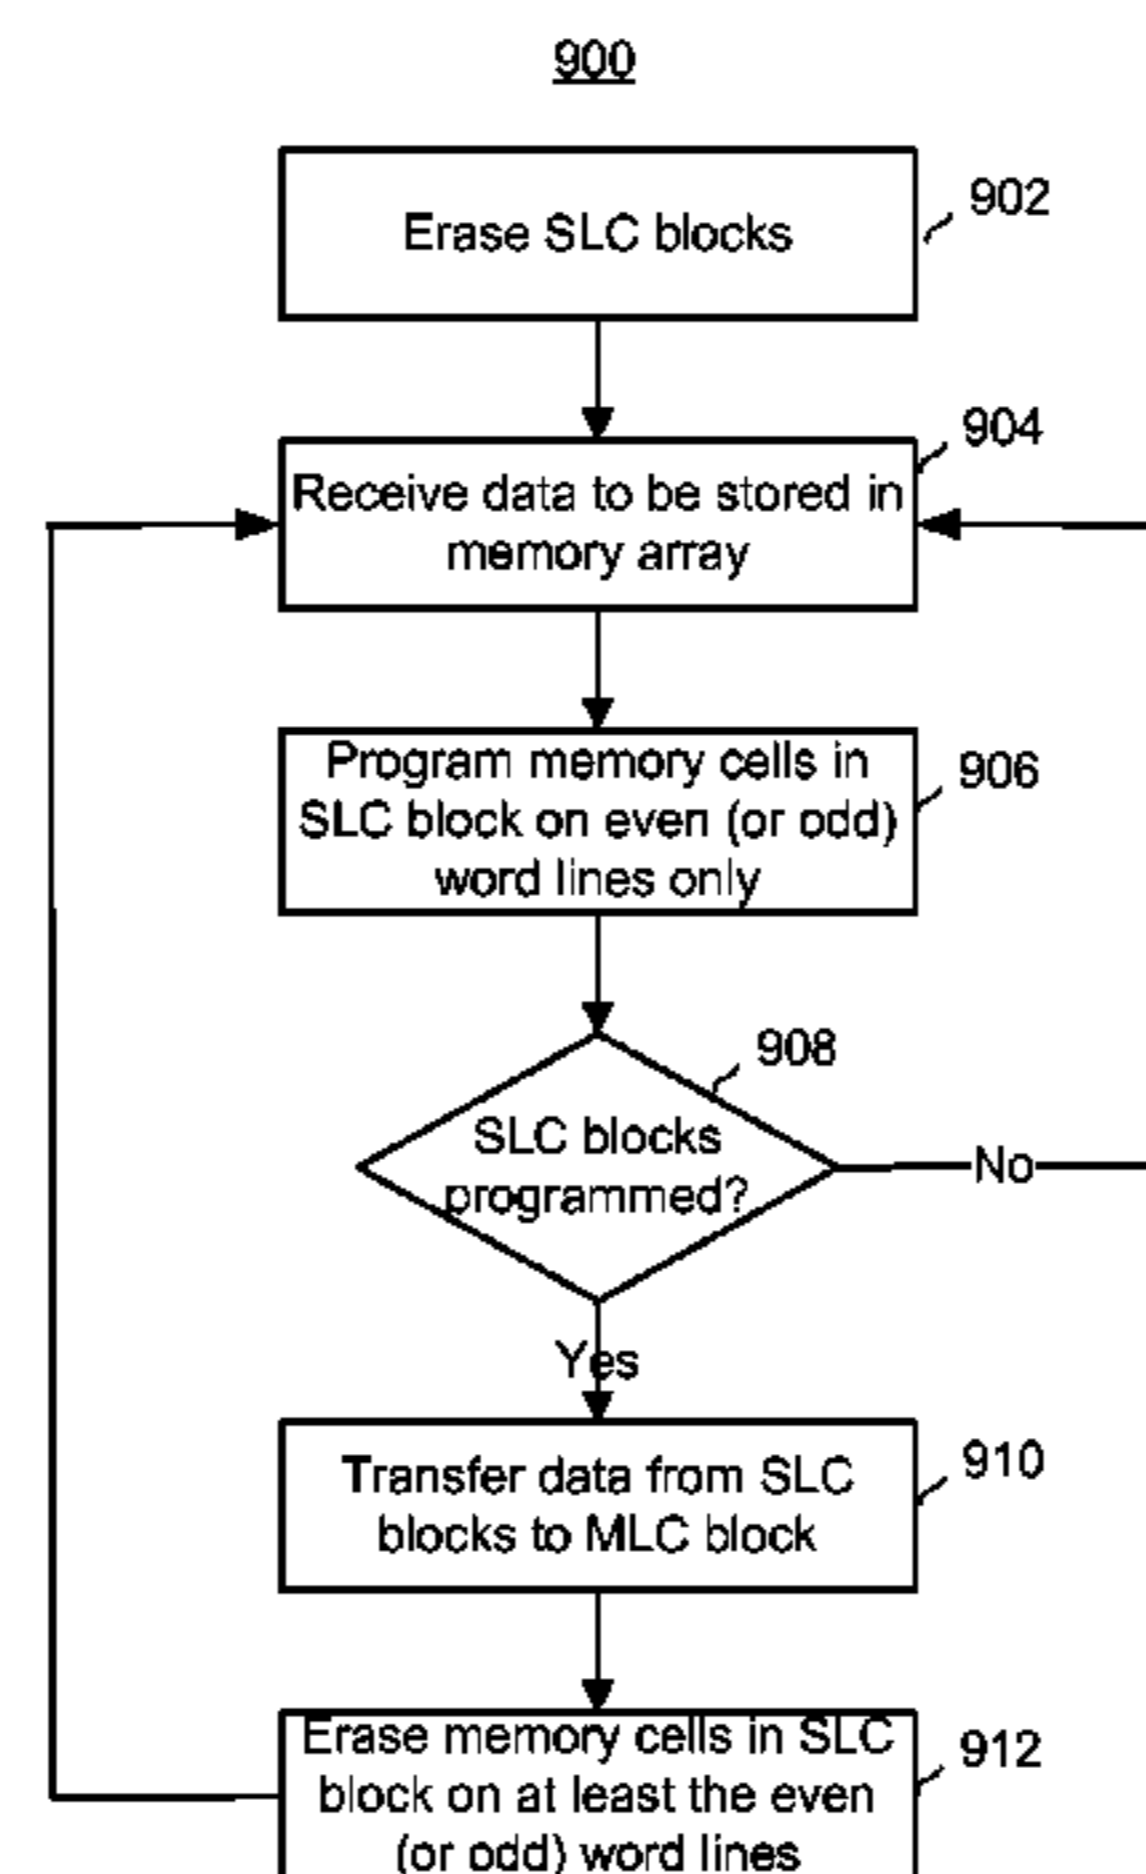 900
Erase SLC blocks
902
904
Receive data to be stored in
memory array
Program memory cells in
SLC block on even (or odd)
word lines only
906
908
SLC blocks
programmed?
No
Yes
Transfer data from SLC
blocks to MLC block
910
Erase memory cells in SLC
block on at least the even
(or odd) word lines
912